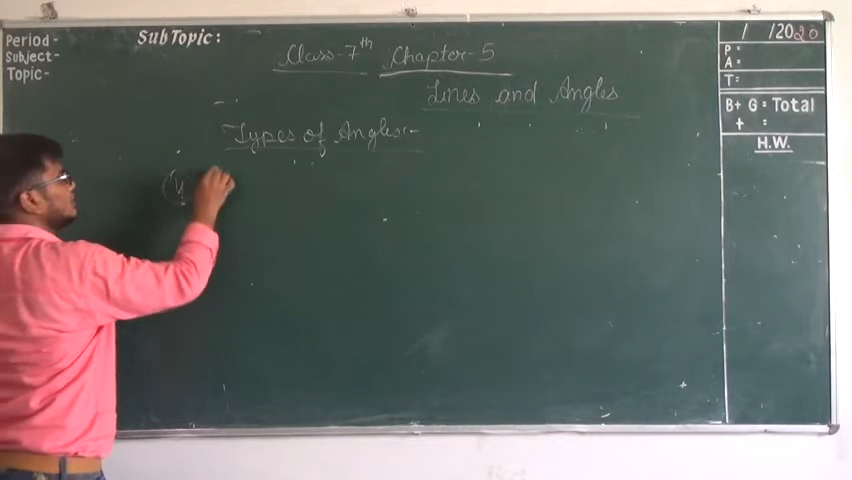 Period-
Subject-
Topic-
SubTopic:
Class-7th Chapter-5
Lines and Angles
Types of Angles:-
/ /2020
P:
A:
T:
B+ G = Total
+ =
H.W.